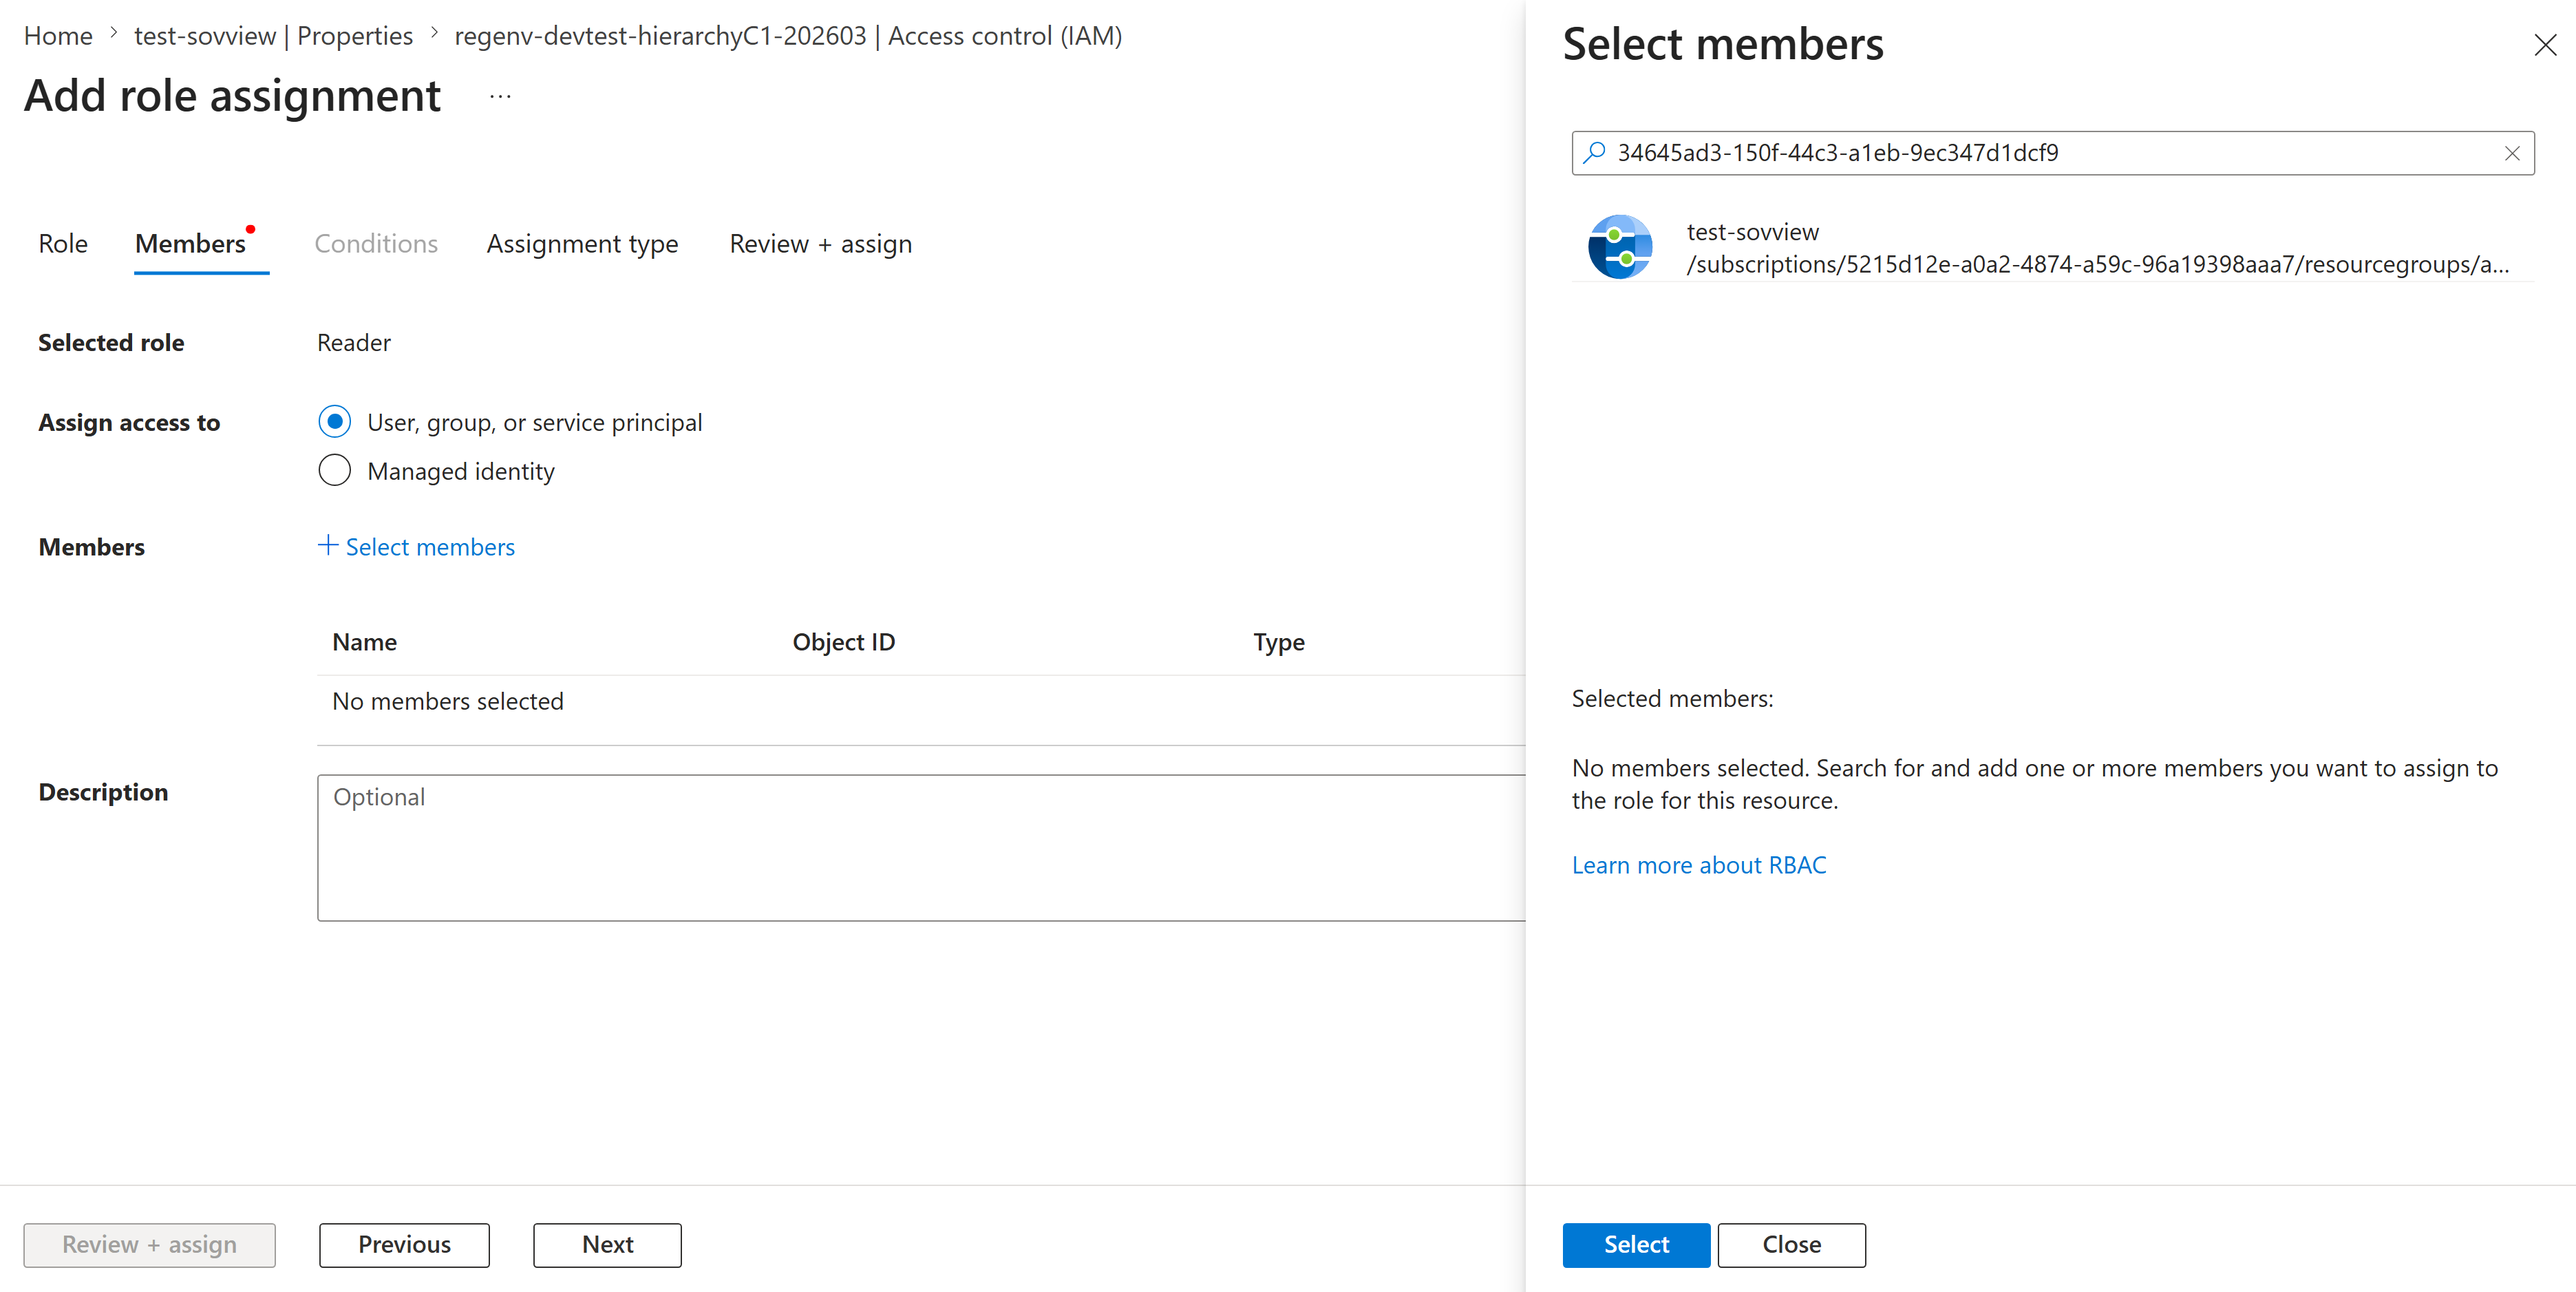 Home > test-sovview | Properties > regenv-devtest-hierarchyC1-202603 | Access control (IAM)
Add role assignment ...
Role Members Conditions Assignment type Review + assign
Selected role Reader
Assign access to User, group, or service principal
Managed identity
Members + Select members
Name Object ID Type
No members selected
Description Optional
Review + assign Previous Next
Select members
34645ad3-150f-44c3-a1eb-9ec347d1dcf9
test-sovview
/subscriptions/5215d12e-a0a2-4874-a59c-96a19398aaa7/resourcegroups/a...
Selected members:
No members selected. Search for and add one or more members you want to assign to
the role for this resource.
Learn more about RBAC
Select Close